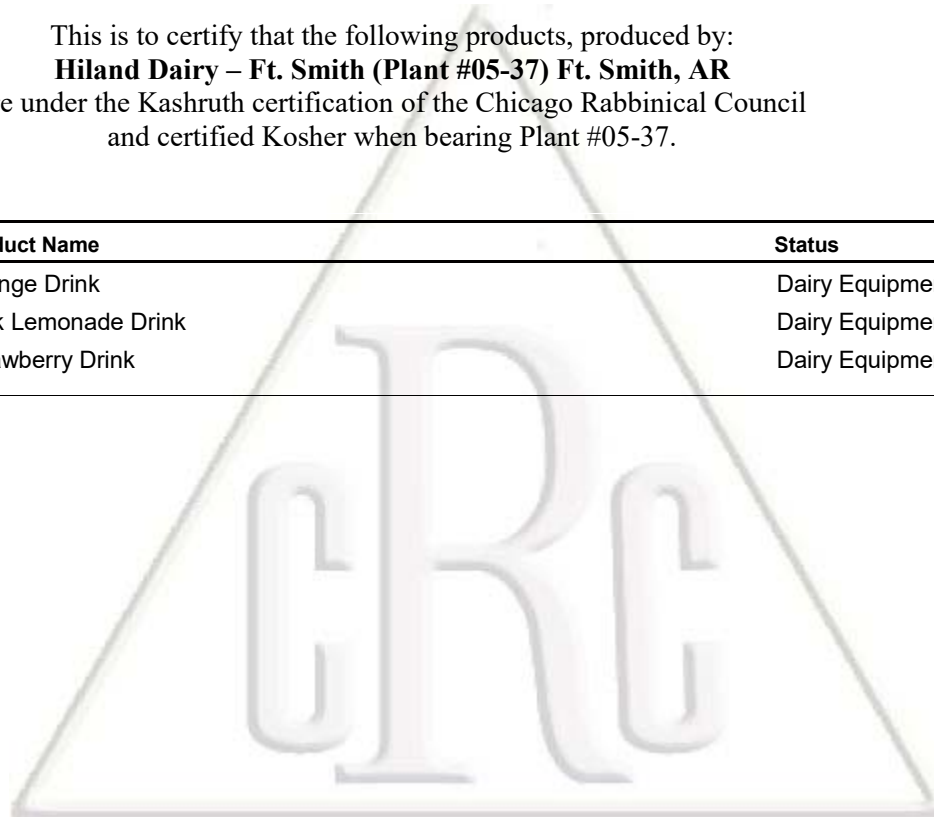 This is to certify that the following products, produced by:
Hiland Dairy – Ft. Smith (Plant #05-37) Ft. Smith, AR
e under the Kashruth certification of the Chicago Rabbinical Council
and certified Kosher when bearing Plant #05-37.
duct Name Status
nge Drink Dairy Equipme
k Lemonade Drink Dairy Equipme
awberry Drink Dairy Equipme
cRc